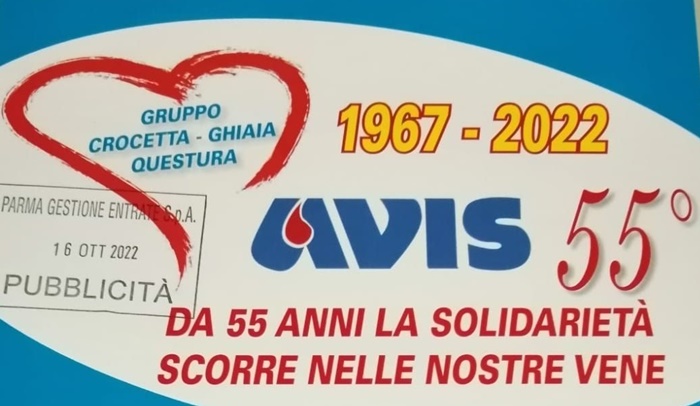 GRUPPO
CROCETTA - GHIAIA
QUESTURA
1967 - 2022
PARMA GESTIONE ENTRATE S.p.A.
16 OTT 2022
PUBBLICITÀ
AVIS 55°
DA 55 ANNI LA SOLIDARIETÀ
SCORRE NELLE NOSTRE VENE